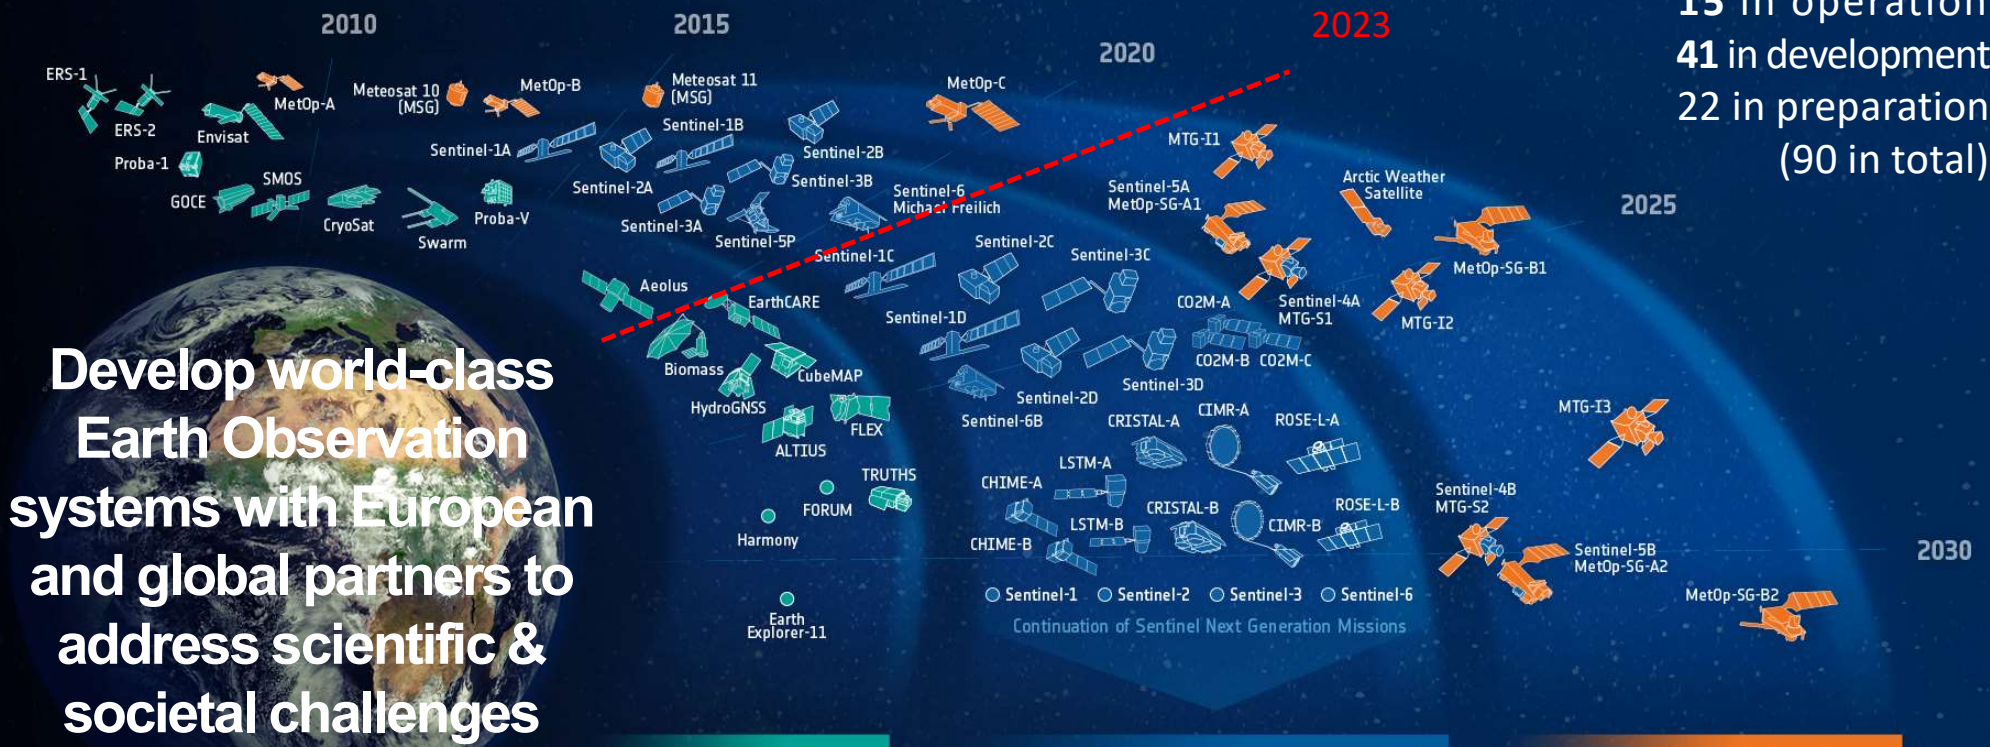 2010
2015
2020
2023
2025
2030
15 in operation
41 in development
22 in preparation
(90 in total)
ERS-1
ERS-2
Envisat
MetOp-A
Meteosat 10
(MSG)
MetOp-B
Meteosat 11
(MSG)
MetOp-C
Proba-1
GOCE
SMOS
CryoSat
Swarm
Proba-V
Sentinel-1A
Sentinel-1B
Sentinel-2A
Sentinel-2B
Sentinel-3A
Sentinel-3B
Sentinel-5P
Sentinel-6
Michael Freilich
MTG-I1
Sentinel-5A
MetOp-SG-A1
Arctic Weather
Satellite
MetOp-SG-B1
Sentinel-4A
MTG-S1
MTG-I2
Aeolus
EarthCARE
Biomass
CubeMAP
HydroGNSS
FLEX
ALTIUS
TRUTHS
FORUM
Harmony
Earth
Explorer-11
Sentinel-1C
Sentinel-2C
Sentinel-3C
Sentinel-1D
Sentinel-2D
Sentinel-3D
Sentinel-6B
CO2M-A
CO2M-B
CO2M-C
CRISTAL-A
CIMR-A
ROSE-L-A
LSTM-A
CHIME-A
CRISTAL-B
CIMR-B
ROSE-L-B
LSTM-B
CHIME-B
MTG-I3
Sentinel-4B
MTG-S2
Sentinel-5B
MetOp-SG-A2
MetOp-SG-B2
Sentinel-1
Sentinel-2
Sentinel-3
Sentinel-6
Continuation of Sentinel Next Generation Missions
Develop world-class
Earth Observation
systems with European
and global partners to
address scientific &
societal challenges